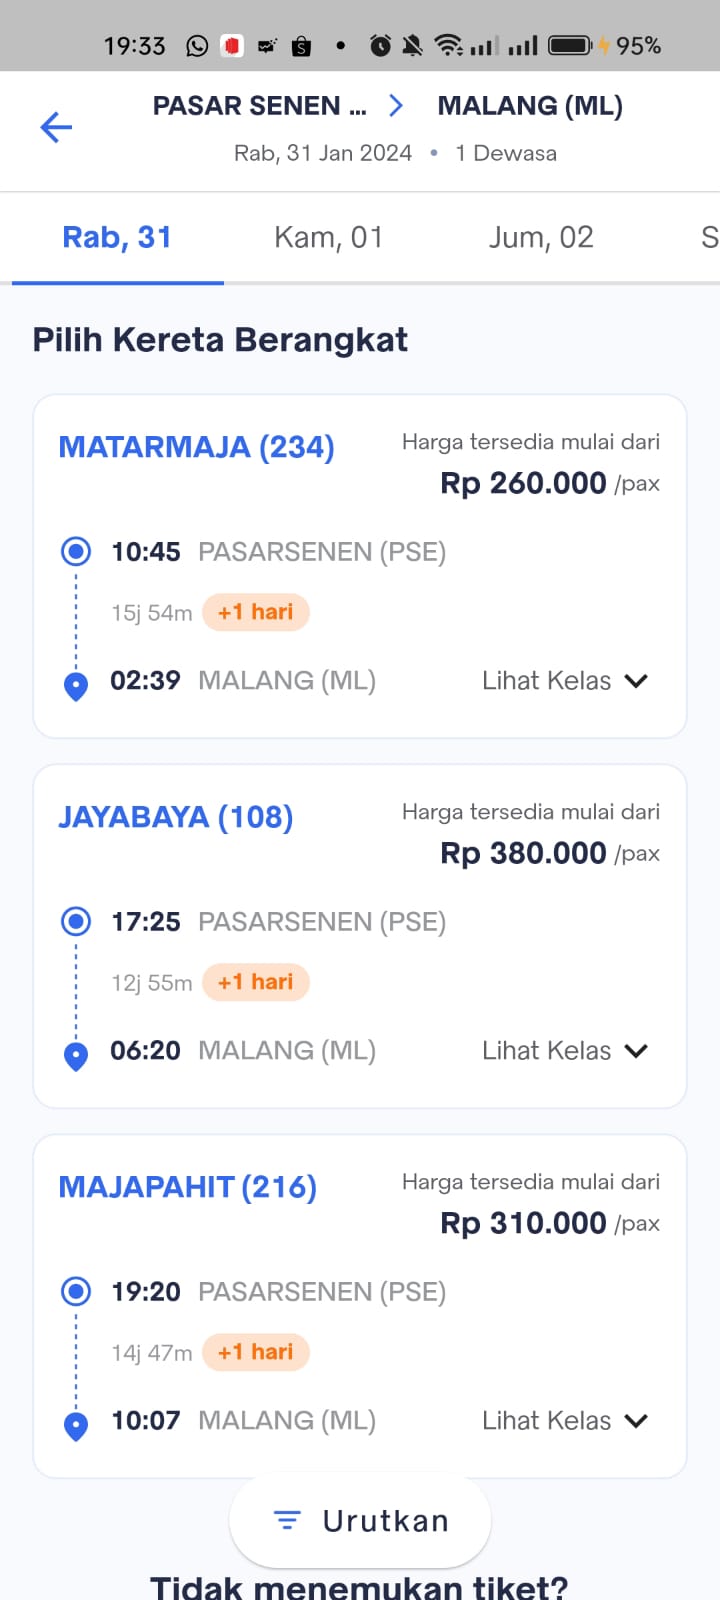 19:33 95%
PASAR SENEN ... > MALANG (ML)
Rab, 31 Jan 2024 • 1 Dewasa
Rab, 31 Kam, 01 Jum, 02 S
Pilih Kereta Berangkat
MATARMAJA (234) Harga tersedia mulai dari
Rp 260.000 /pax
10:45 PASARSENEN (PSE)
15j 54m +1 hari
02:39 MALANG (ML) Lihat Kelas
JAYABAYA (108) Harga tersedia mulai dari
Rp 380.000 /pax
17:25 PASARSENEN (PSE)
12j 55m +1 hari
06:20 MALANG (ML) Lihat Kelas
MAJAPAHIT (216) Harga tersedia mulai dari
Rp 310.000 /pax
19:20 PASARSENEN (PSE)
14j 47m +1 hari
10:07 MALANG (ML) Lihat Kelas
Urutkan
Tidak menemukan tiket?